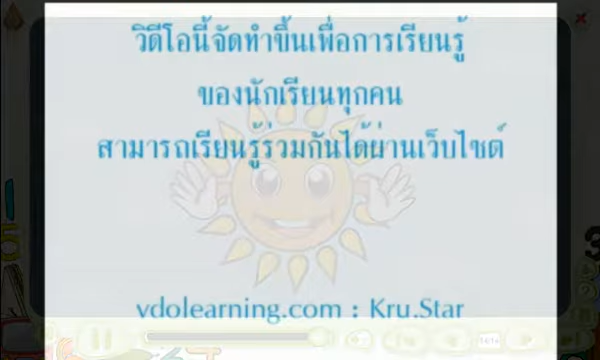 วิดีโอนี้จัดทำขึ้นเพื่อการเรียนรู้
ของนักเรียนทุกคน
สามารถเรียนรู้ร่วมกันได้ผ่านเว็บไซด์
vdolearning.com : Kru.Star